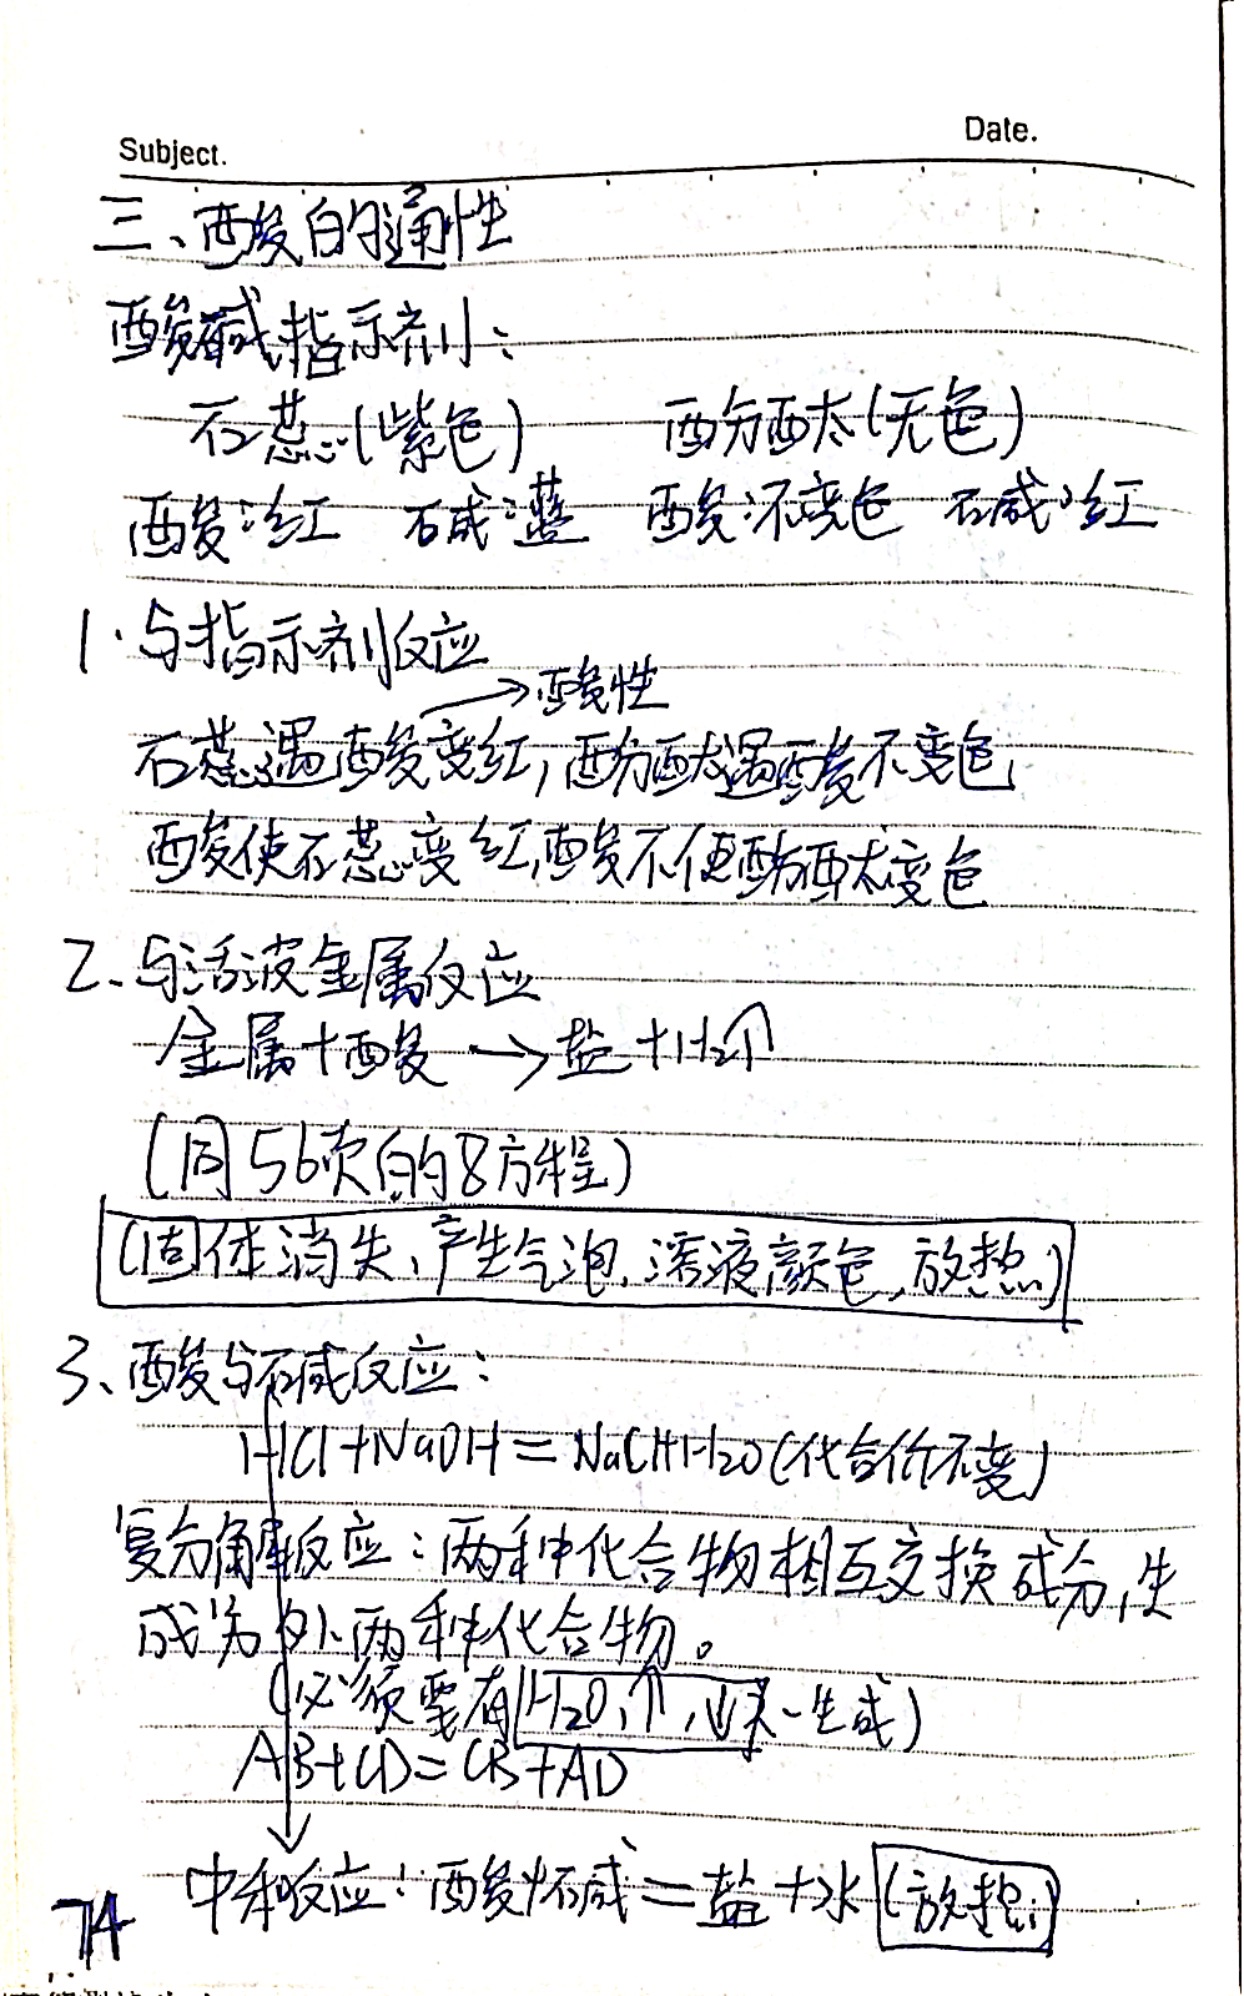 Subject.
Date.
三、酸的通性
酸碱指示剂:
石蕊(紫色) 酚酞(无色)
酸:红 碱:蓝 酸:不变色 碱:红
1.与指示剂反应
→酸性
石蕊遇酸变红,酚酞遇酸不变色
酸使石蕊变红,酸不使酚酞变色
2、与活波金属反应
金属+酸→盐+H₂↑
(同56页的8方程)
(固体消失、产生气泡、溶液颜色、放热)
3、酸与碱反应:
HCl+NaOH=NaCl+H₂O(化合价不变)
复分解反应:两种化合物相互交换成分,生
成另外两种化合物。
(必须要有H₂O,↑,↓之一生成)
AB+CD=CB+AD
中和反应:酸+碱=盐+水(放热)
74